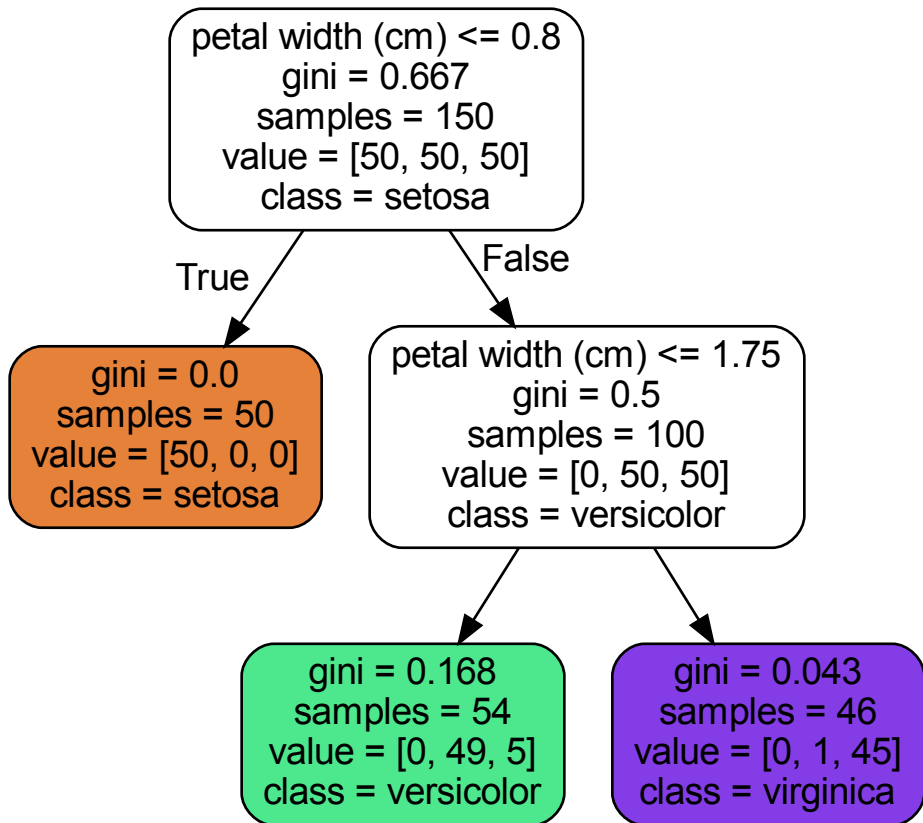 petal width (cm) <= 0.8
gini = 0.667
samples = 150
value = [50, 50, 50]
class = setosa
True
False
gini = 0.0
samples = 50
value = [50, 0, 0]
class = setosa
petal width (cm) <= 1.75
gini = 0.5
samples = 100
value = [0, 50, 50]
class = versicolor
gini = 0.168
samples = 54
value = [0, 49, 5]
class = versicolor
gini = 0.043
samples = 46
value = [0, 1, 45]
class = virginica